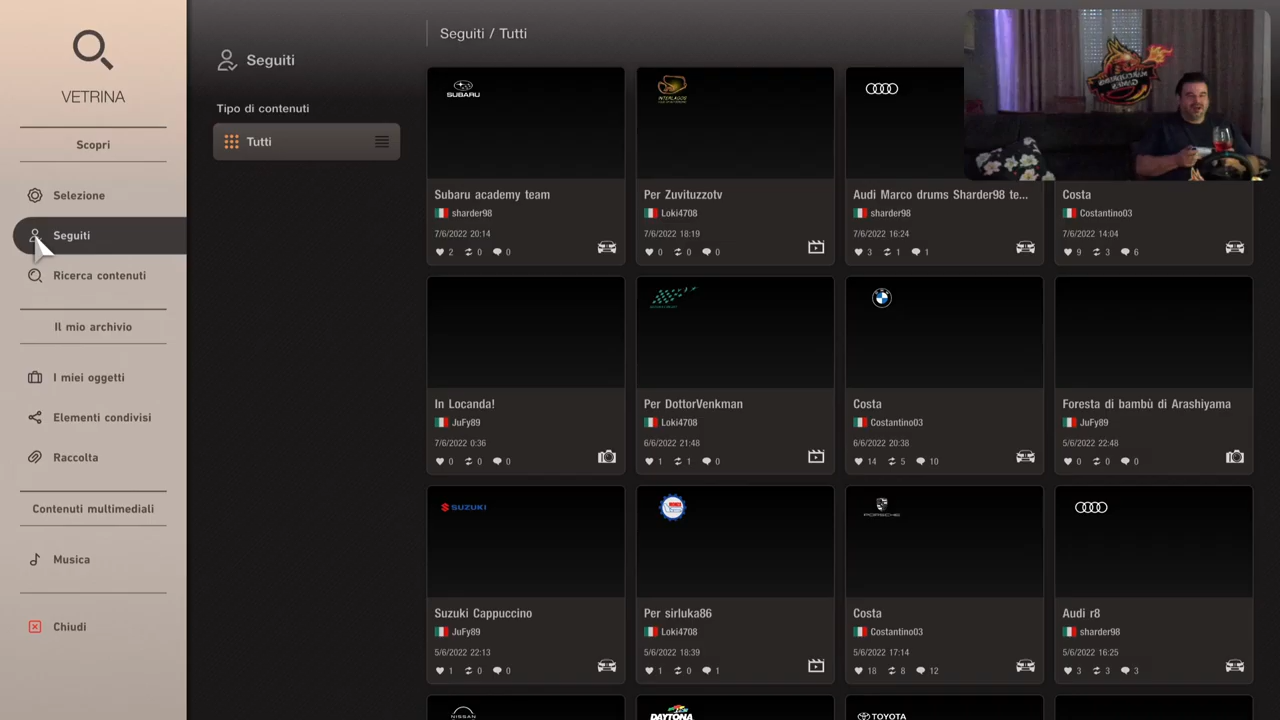 VETRINA
Scopri
Selezione
Seguiti
Ricerca contenuti
Il mio archivio
I miei oggetti
Elementi condivisi
Raccolta
Contenuti multimediali
Musica
Chiudi
Seguiti
Tipo di contenuti
Tutti
Seguiti / Tutti
SUBARU
Subaru academy team
sharder98
7/6/2022 20:14
2 0 0
INTERLAGOS
Per Zuvituzzotv
Loki4708
7/6/2022 18:19
0 0 0
Audi Marco drums Sharder98 te...
sharder98
7/6/2022 16:24
3 1 1
Costa
Costantino03
7/6/2022 14:04
9 3 6
In Locanda!
JuFy89
7/6/2022 0:36
0 0 0
Per DottorVenkman
Loki4708
6/6/2022 21:48
1 1 0
Costa
Costantino03
6/6/2022 20:38
14 5 10
Foresta di bambù di Arashiyama
JuFy89
5/6/2022 22:48
0 0 0
SUZUKI
Suzuki Cappuccino
JuFy89
5/6/2022 22:13
1 0 0
Per sirluka86
Loki4708
5/6/2022 18:39
1 0 1
PORSCHE
Costa
Costantino03
5/6/2022 17:14
18 8 12
Audi r8
sharder98
5/6/2022 16:25
3 3 3
NISSAN
DAYTONA
TOYOTA